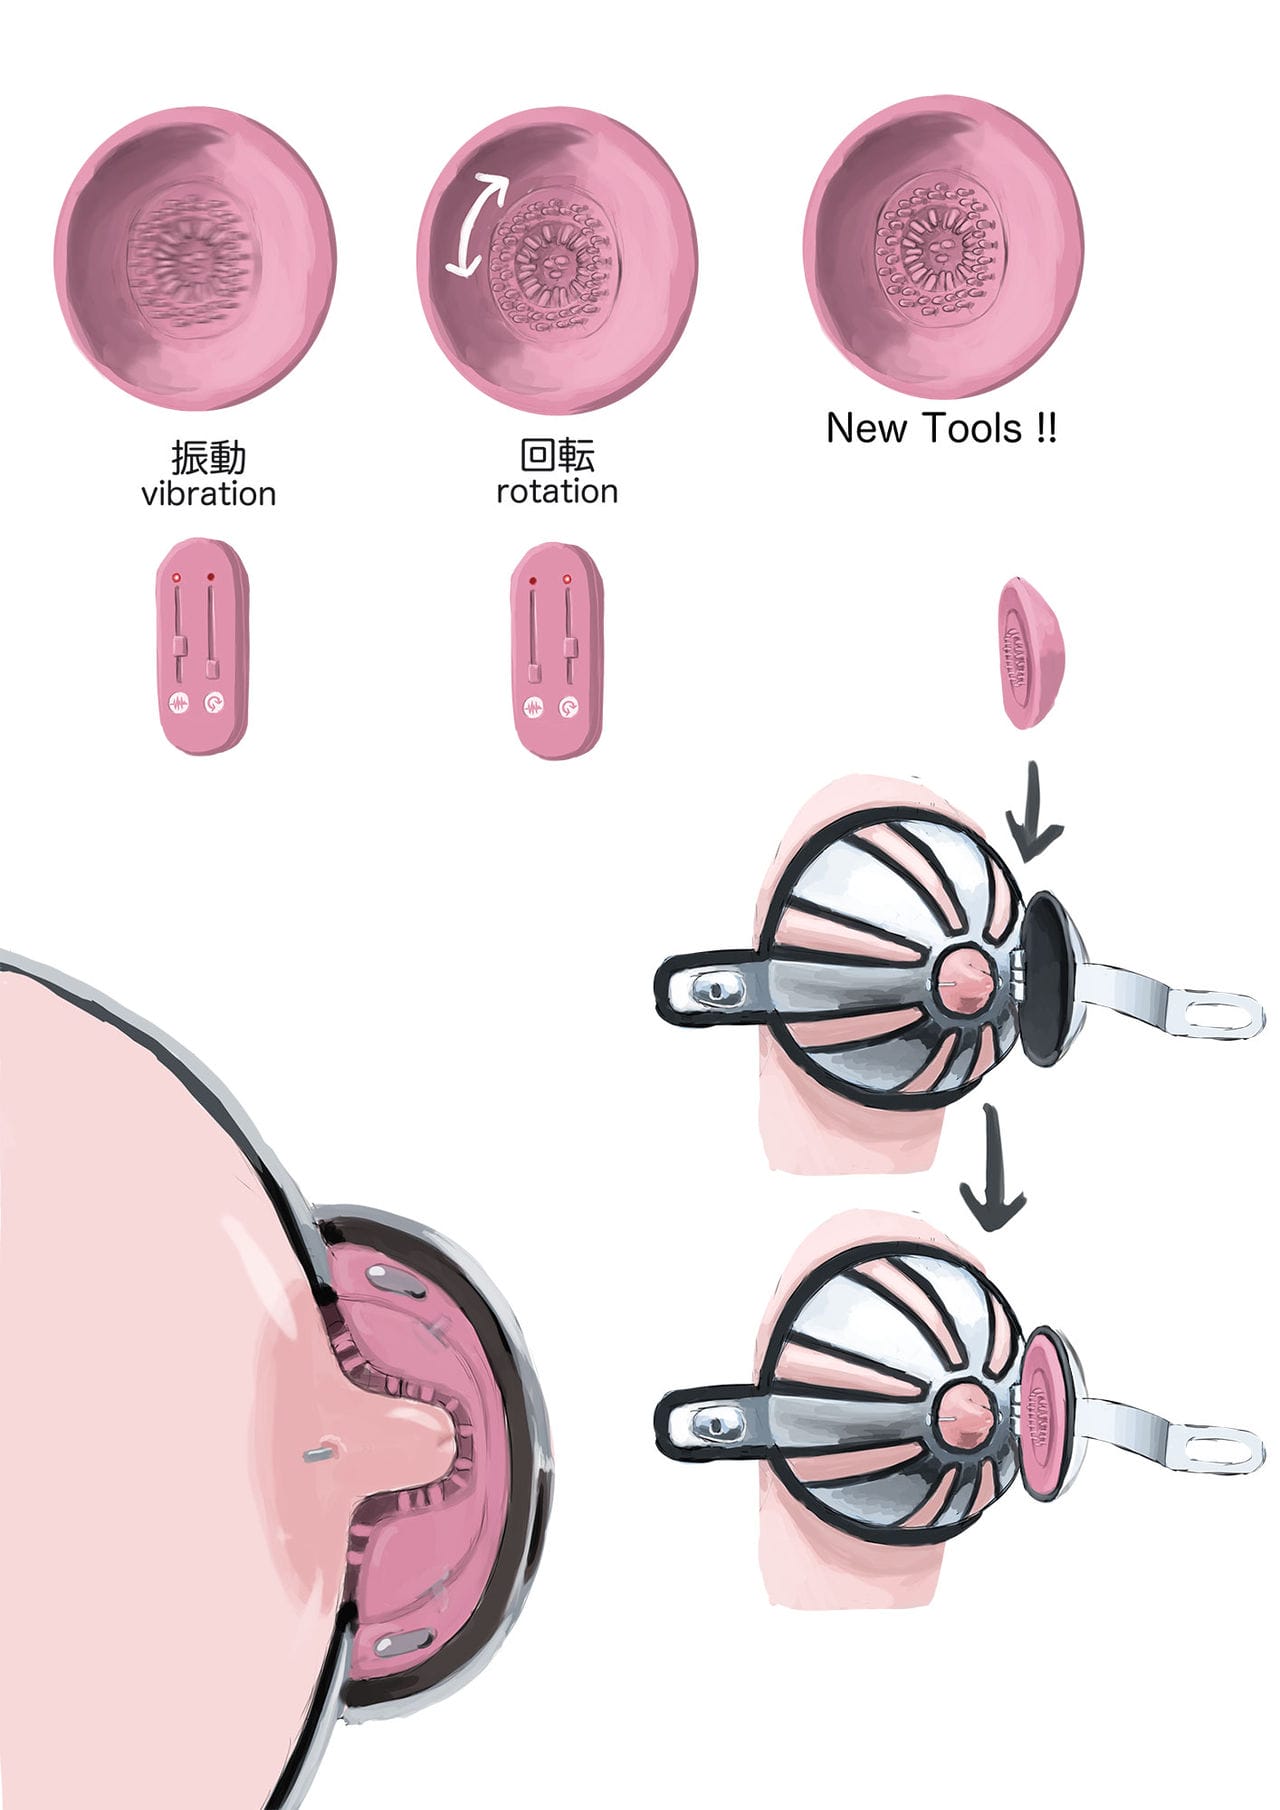 振動
vibration
回転
rotation
New Tools !!